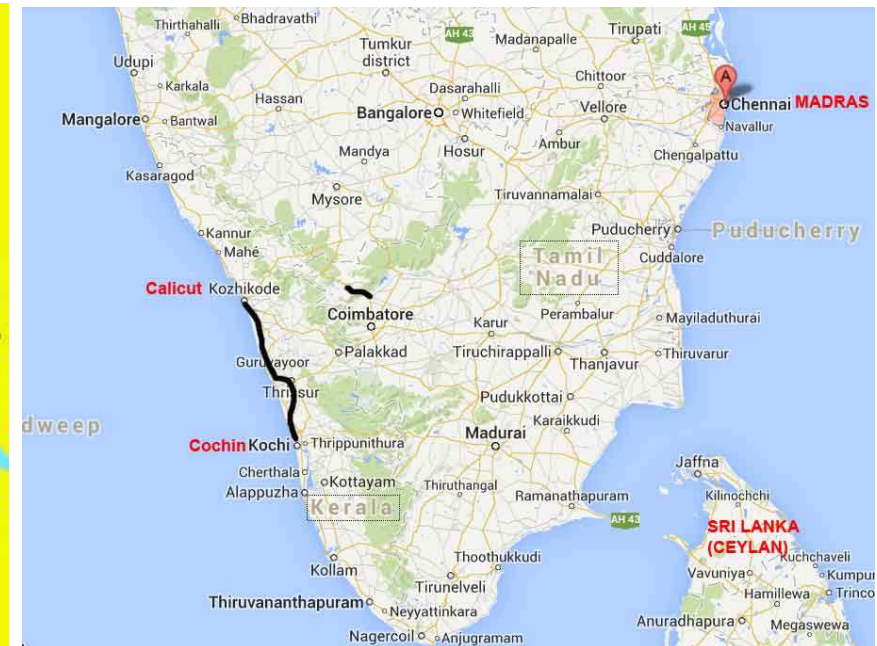 Thirthahalli
Bhadravathi
AH 43
Madanapalle
Tirupati
AH 45
Udupi
Tumkur
district
Chittoor
Karkala
Dasarahalli
A
Hassan
Bangalore
Whitefield
Vellore
Chennai MADRAS
Mangalore
Bantwal
Navallur
Hosur
Ambur
Chengalpattu
Kasaragod
Mandya
Mysore
Tiruvannamalai
Kannur
Puducherry
Puducherry
Mahé
Tamil
Nadu
Cuddalore
Calicut Kozhikode
Coimbatore
Perambalur
Mayiladuthurai
Karur
Palakkad
Tiruchirappalli
Thanjavur
Thiruvarur
Guruvayoor
Thrissur
Pudukkottai
dweep
Karaikkudi
Cochin Kochi
Thrippunithura
Madurai
Jaffna
Cherthala
Kottayam
Thiruthangal
Alappuzha
Ramanathapuram
Kilinochchi
Kerala
AH 43
SRI LANKA
(CEYLAN)
Kuchchaveli
Kollam
Thoothukkudi
Vavuniya
Kumpur
Tirunelveli
Hamillewa
Trinco
Thiruvananthapuram
Neyyattinkara
Anuradhapura
Megaswewa
Nagercoil
Anjugramam